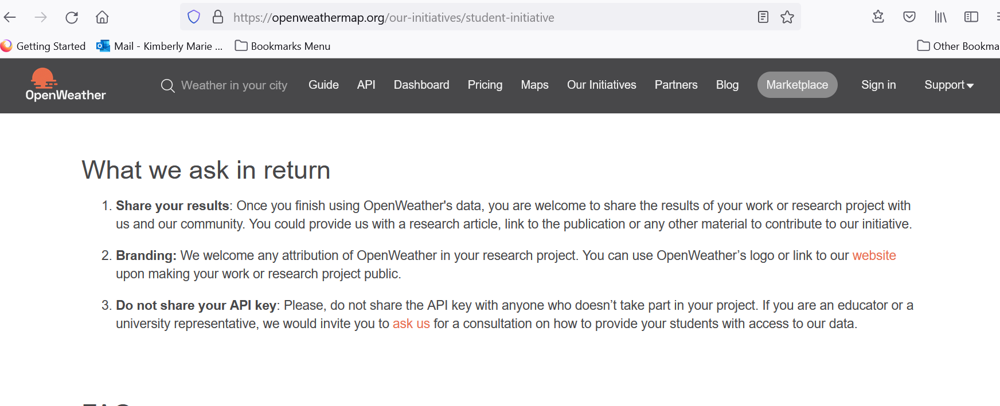 https://openweathermap.org/our-initiatives/student-initiative
Getting Started Mail - Kimberly Marie ... Bookmarks Menu Other Bookma
OpenWeather Weather in your city Guide API Dashboard Pricing Maps Our Initiatives Partners Blog Marketplace Sign in Support
What we ask in return
1. Share your results: Once you finish using OpenWeather's data, you are welcome to share the results of your work or research project with
us and our community. You could provide us with a research article, link to the publication or any other material to contribute to our initiative.
2. Branding: We welcome any attribution of OpenWeather in your research project. You can use OpenWeather’s logo or link to our website
upon making your work or research project public.
3. Do not share your API key: Please, do not share the API key with anyone who doesn’t take part in your project. If you are an educator or a
university representative, we would invite you to ask us for a consultation on how to provide your students with access to our data.